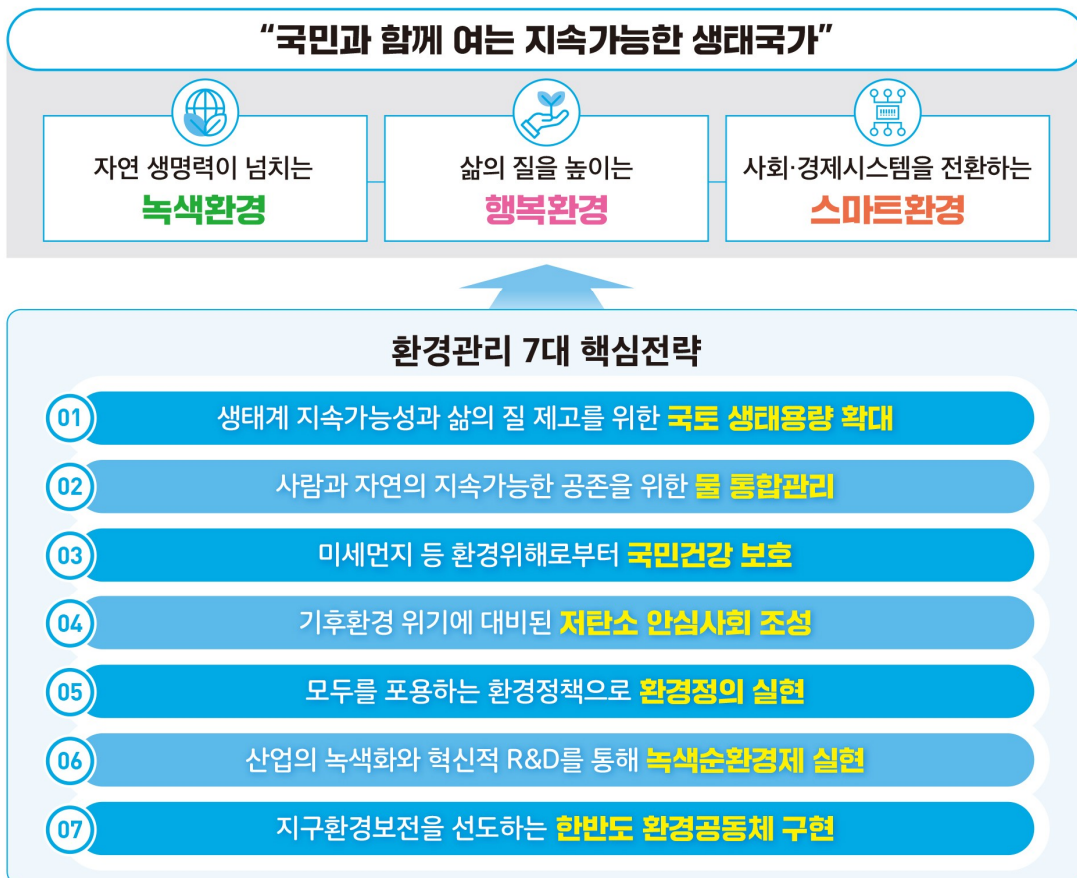 “국민과 함께 여는 지속가능한 생태국가”
자연 생명력이 넘치는
녹색환경
삶의 질을 높이는
행복환경
사회·경제시스템을 전환하는
스마트환경
환경관리 7대 핵심전략
01 생태계 지속가능성과 삶의 질 제고를 위한 국토 생태용량 확대
02 사람과 자연의 지속가능한 공존을 위한 물 통합관리
03 미세먼지 등 환경위해로부터 국민건강 보호
04 기후환경 위기에 대비된 저탄소 안심사회 조성
05 모두를 포용하는 환경정책으로 환경정의 실현
06 산업의 녹색화와 혁신적 R&D를 통해 녹색순환경제 실현
07 지구환경보전을 선도하는 한반도 환경공동체 구현